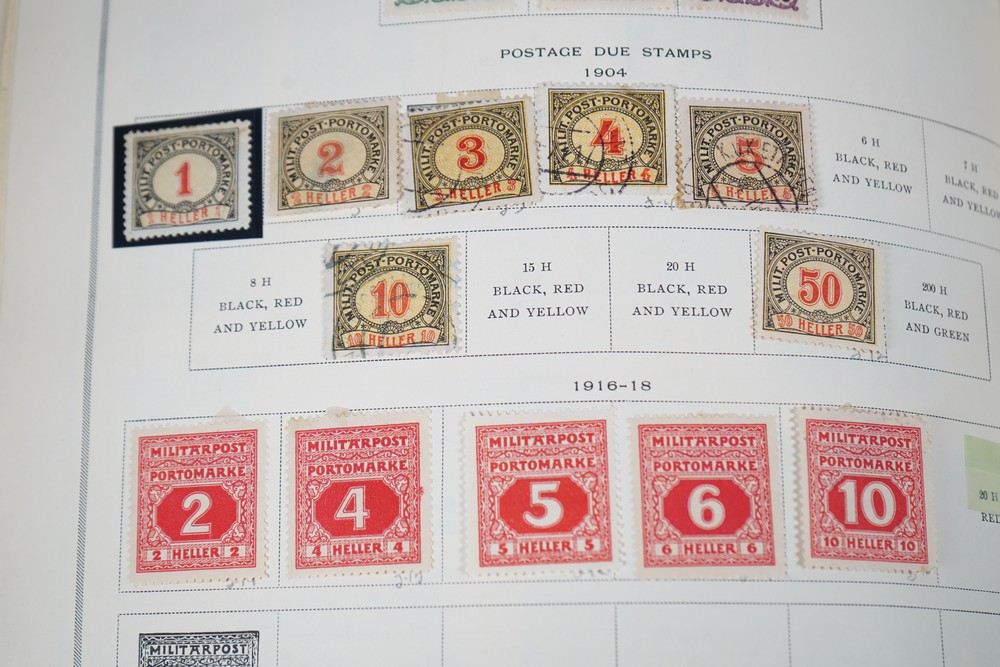 POSTAGE DUE STAMPS
1904
MILIT. POST-PORTOMARKE
1
1 HELLER 1
MILIT. POST-PORTOMARKE
2
2 HELLER 2
MILIT. POST-PORTOMARKE
3
3 HELLER 3
MILIT. POST-PORTOMARKE
4
4 HELLER 4
MILIT. POST-PORTOMARKE
5
5 HELLER 5
6 H
BLACK, RED
AND YELLOW
7 H
BLACK, RED
AND YELLOW
8 H
BLACK, RED
AND YELLOW
MILIT. POST-PORTOMARKE
10
10 HELLER 10
15 H
BLACK, RED
AND YELLOW
20 H
BLACK, RED
AND YELLOW
MILIT. POST-PORTOMARKE
50
50 HELLER 50
200 H
BLACK, RED
AND GREEN
1916-18
MILITÄRPOST
PORTOMARKE
2
2 HELLER 2
MILITÄRPOST
PORTOMARKE
4
4 HELLER 4
MILITÄRPOST
PORTOMARKE
5
5 HELLER 5
MILITÄRPOST
PORTOMARKE
6
6 HELLER 6
MILITÄRPOST
PORTOMARKE
10
10 HELLER 10
20 H
RED
MILITÄRPOST